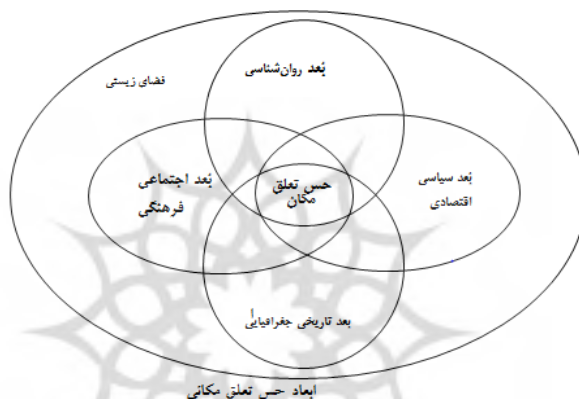 بُعد روان‌شناسی
فضای زیستی
حس تعلق
مکان
بُعد اجتماعی
فرهنگی
بُعد سیاسی
اقتصادی
بعد تاریخی جغرافیایی
ابعاد حس تعلق مکانی